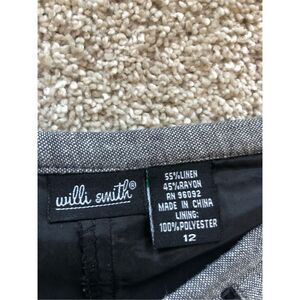 willi smith®
55%LINEN
45%RAYON
RN 96092
MADE IN CHINA
LINING:
100%POLYESTER
12